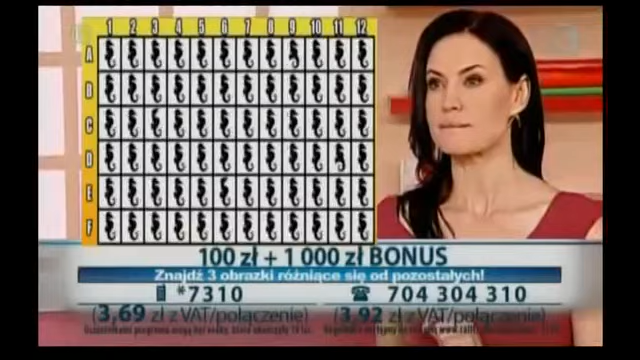 1 2 3 4 5 6 7 8 9 10 11 12
A
B
C
D
E
F
100 zł + 1 000 zł BONUS
Znajdź 3 obrazki różniące się od pozostałych!
*7310
704 304 310
(3,69 zł z VAT/połączenie)
(3,92 zł z VAT/połączenie)